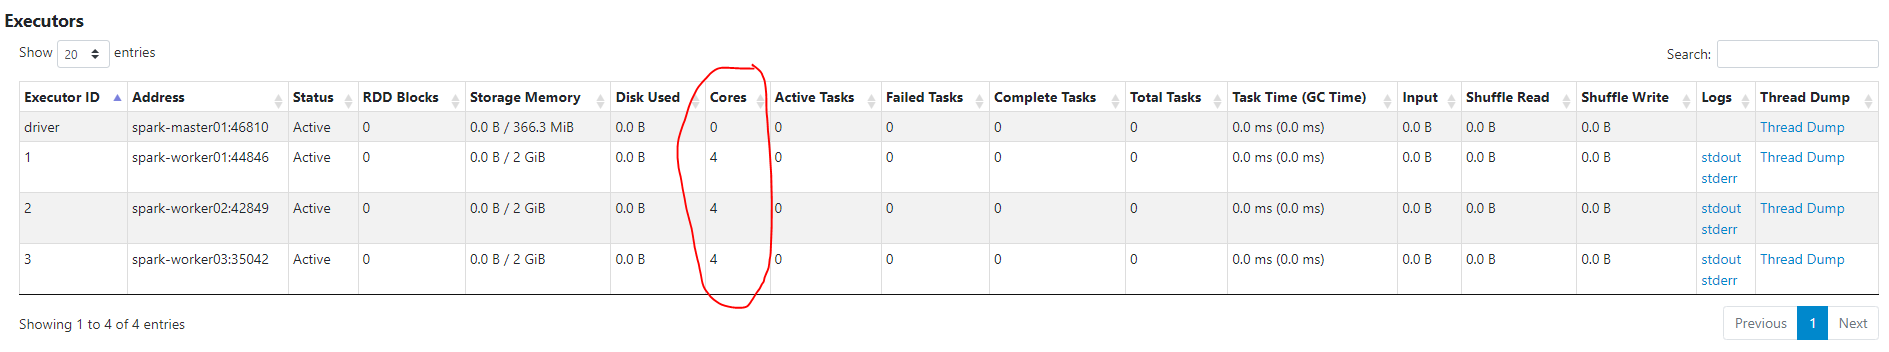 Executors
Show 20 entries Search:
Executor ID Address Status RDD Blocks Storage Memory Disk Used Cores Active Tasks Failed Tasks Complete Tasks Total Tasks Task Time (GC Time) Input Shuffle Read Shuffle Write Logs Thread Dump
driver spark-master01:46810 Active 0 0.0 B / 366.3 MiB 0.0 B 0 0 0 0 0 0.0 ms (0.0 ms) 0.0 B 0.0 B 0.0 B Thread Dump
1 spark-worker01:44846 Active 0 0.0 B / 2 GiB 0.0 B 4 0 0 0 0 0.0 ms (0.0 ms) 0.0 B 0.0 B 0.0 B stdout Thread Dump
stderr
2 spark-worker02:42849 Active 0 0.0 B / 2 GiB 0.0 B 4 0 0 0 0 0.0 ms (0.0 ms) 0.0 B 0.0 B 0.0 B stdout Thread Dump
stderr
3 spark-worker03:35042 Active 0 0.0 B / 2 GiB 0.0 B 4 0 0 0 0 0.0 ms (0.0 ms) 0.0 B 0.0 B 0.0 B stdout Thread Dump
stderr
Showing 1 to 4 of 4 entries Previous 1 Next